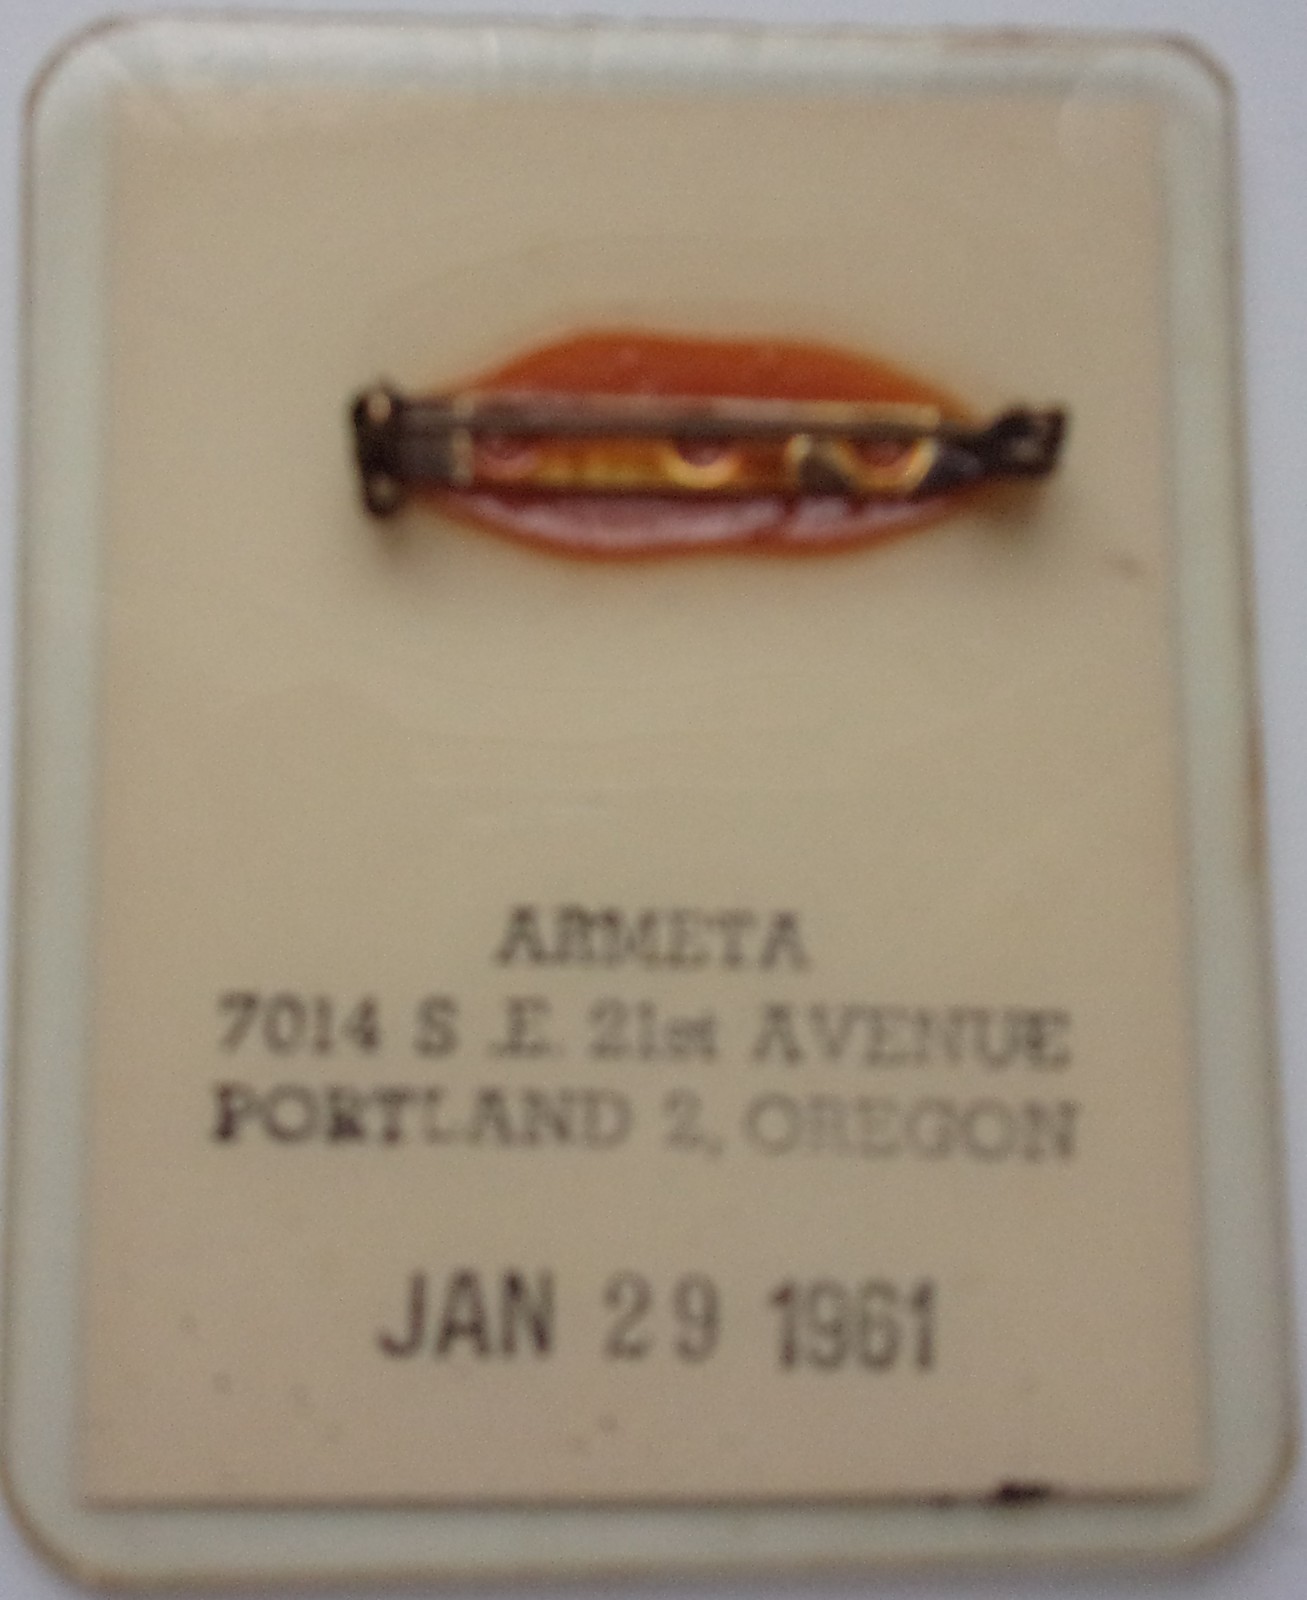 ARMETA
7014 S .E. 21st AVENUE
PORTLAND 2, OREGON
JAN 29 1961